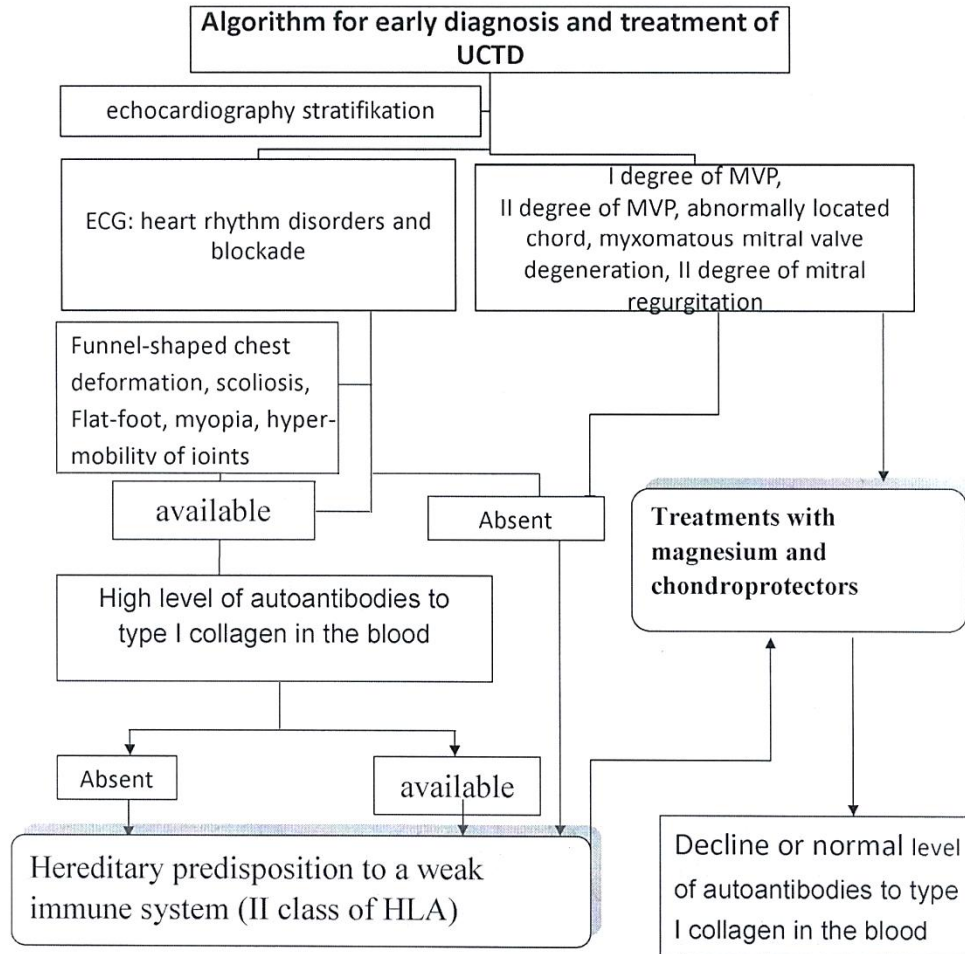 Algorithm for early diagnosis and treatment of
UCTD
echocardiography stratifikation
ECG: heart rhythm disorders and
blockade
I degree of MVP,
II degree of MVP, abnormally located
chord, myxomatous mitral valve
degeneration, II degree of mitral
regurgitation
Funnel-shaped chest
deformation, scoliosis,
Flat-foot, myopia, hyper-
mobility of joints
available
Absent
Treatments with
magnesium and
chondroprotectors
High level of autoantibodies to
type I collagen in the blood
Absent
available
Hereditary predisposition to a weak
immune system (II class of HLA)
Decline or normal level
of autoantibodies to type
I collagen in the blood